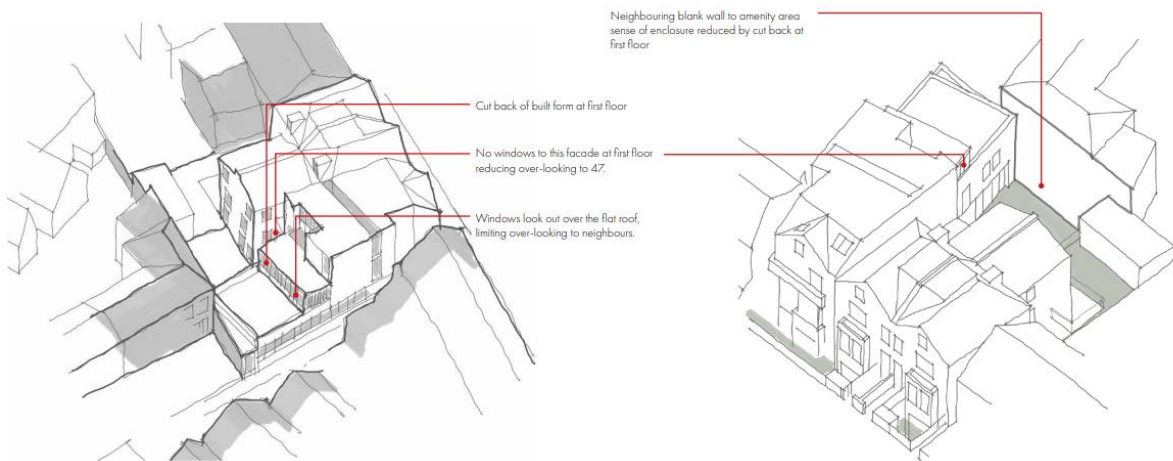 Neighbouring blank wall to amenity area
sense of enclosure reduced by cut back at
first floor
Cut back of built form at first floor
No windows to this facade at first floor
reducing over-looking to 47.
Windows look out over the flat roof,
limiting over-looking to neighbours.